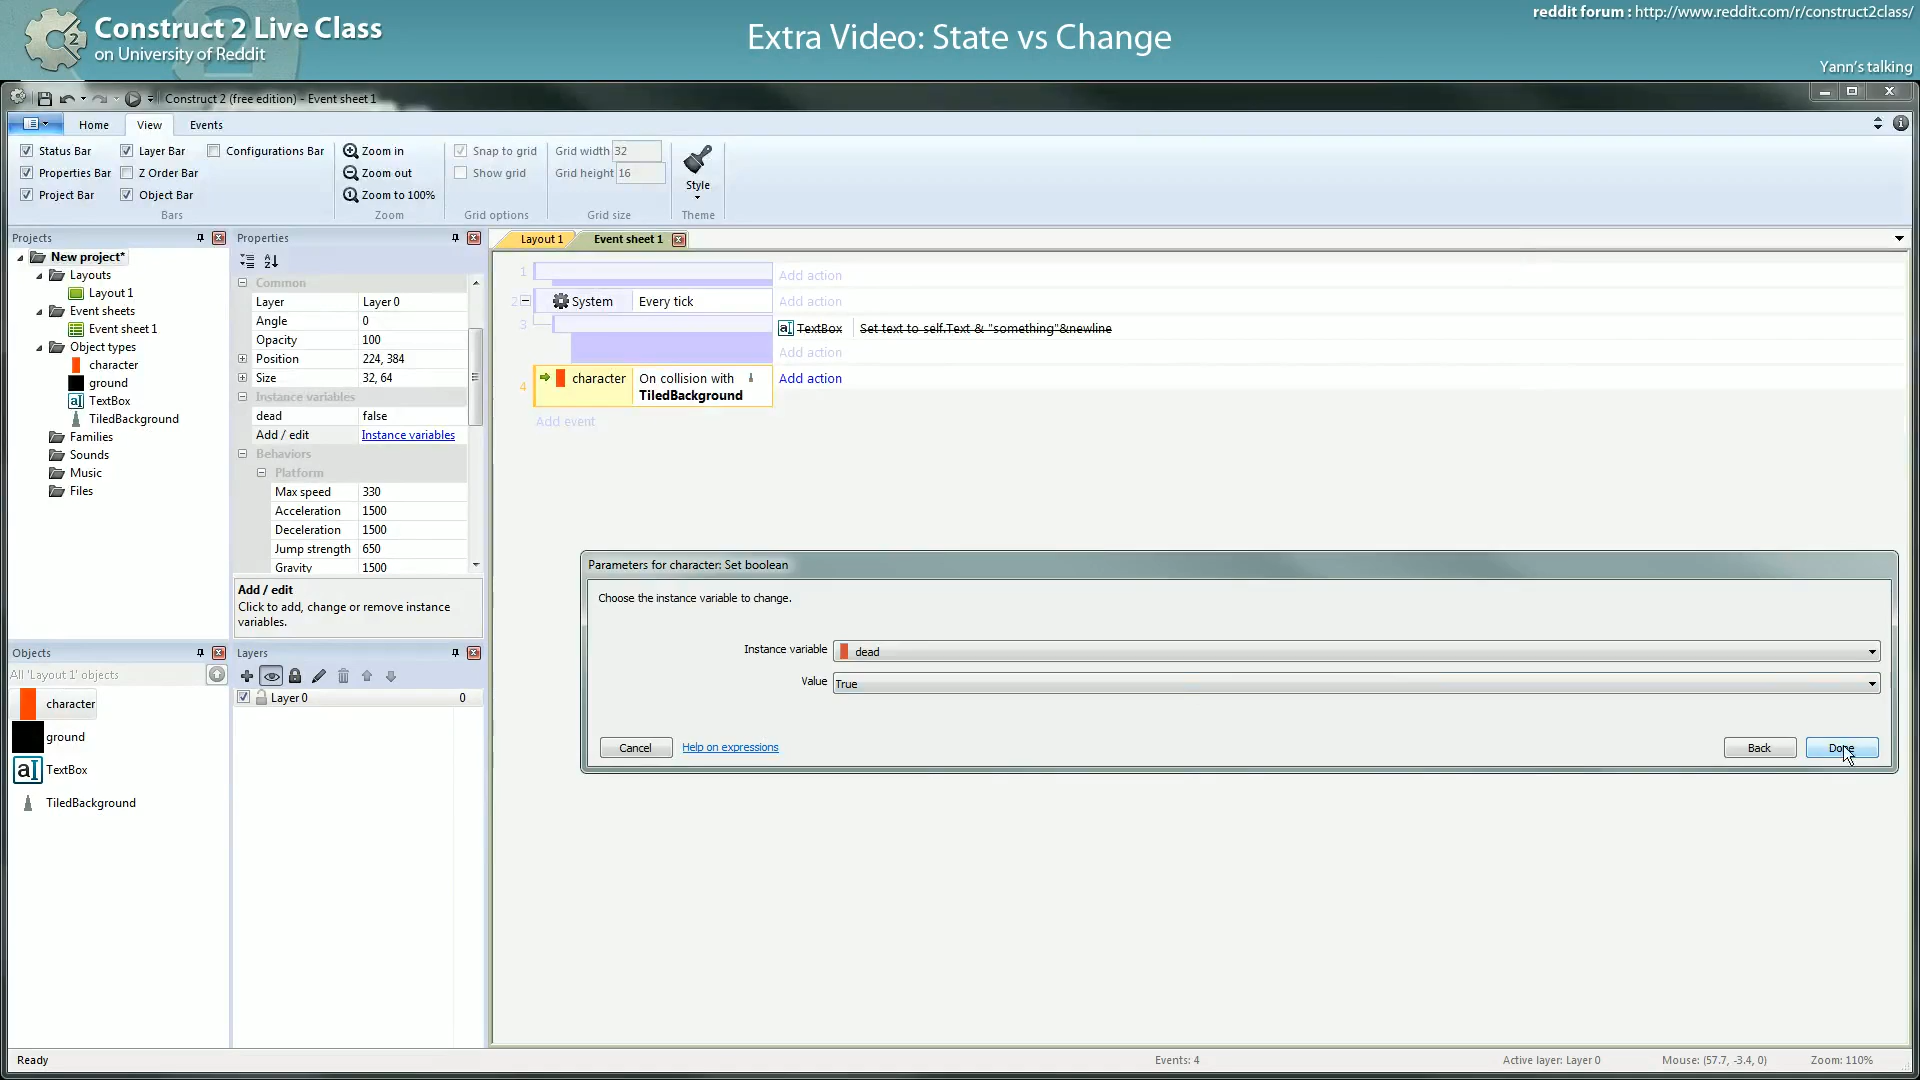 Construct 2 Live Class
on University of Reddit
Extra Video: State vs Change
reddit forum : http://www.reddit.com/r/construct2class/
Yann's talking
Construct 2 (free edition) - Event sheet 1
Home View Events
Status Bar Layer Bar Configurations Bar
Properties Bar Z Order Bar
Project Bar Object Bar
Bars
Zoom in
Zoom out
Zoom to 100%
Zoom
Snap to grid
Show grid
Grid options
Grid width 32
Grid height 16
Grid size
Style
Theme
Projects
New project*
Layouts
Layout 1
Event sheets
Event sheet 1
Object types
character
ground
TextBox
TiledBackground
Families
Sounds
Music
Files
Properties
Common
Layer Layer 0
Angle 0
Opacity 100
Position 224, 384
Size 32, 64
Instance variables
dead false
Add / edit Instance variables
Behaviors
Platform
Max speed 330
Acceleration 1500
Deceleration 1500
Jump strength 650
Gravity 1500
Add / edit
Click to add, change or remove instance
variables.
Objects
All 'Layout 1' objects
character
ground
TextBox
TiledBackground
Layers
Layer 0 0
Layout 1 Event sheet 1
1 Add action
2 System Every tick Add action
3 TextBox Set text to self.Text & "something"&newline
Add action
4 character On collision with Add action
TiledBackground
Add event
Parameters for character: Set boolean
Choose the instance variable to change.
Instance variable dead
Value True
Cancel Help on expressions Back Done
Ready Events: 4 Active layer: Layer 0 Mouse: (57.7, -3.4, 0) Zoom: 110%